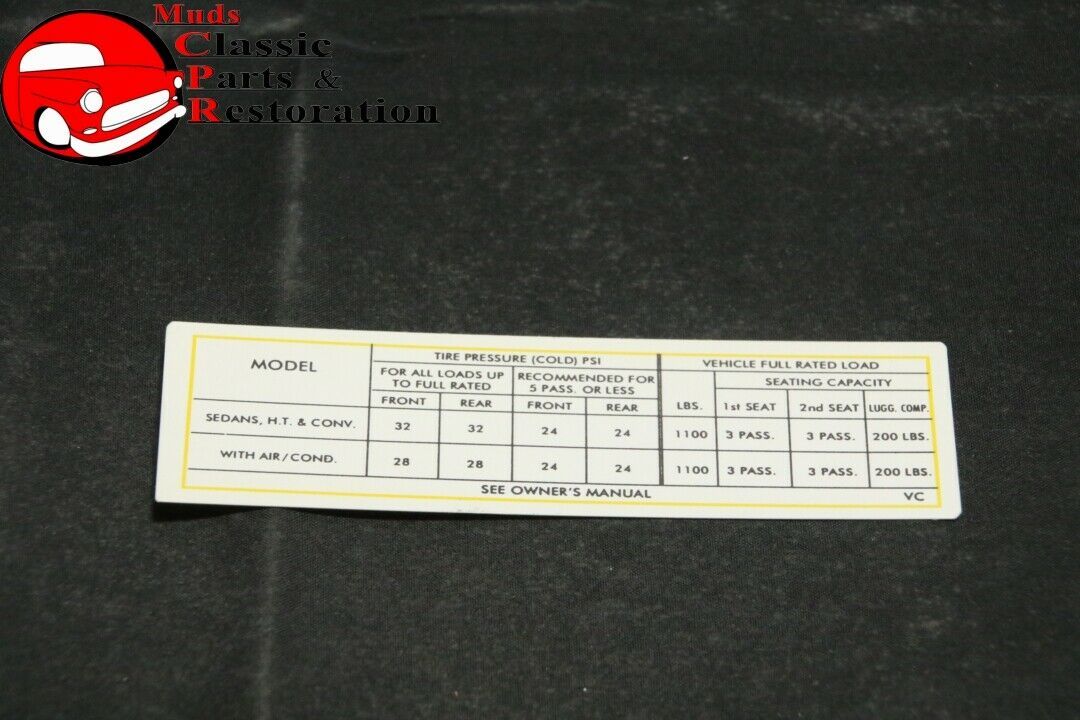 Muds
Classic
Parts &
Restoration
MODEL
TIRE PRESSURE (COLD) PSI
VEHICLE FULL RATED LOAD
FOR ALL LOADS UP
TO FULL RATED
RECOMMENDED FOR
5 PASS. OR LESS
SEATING CAPACITY
FRONT REAR FRONT REAR LBS. 1st SEAT 2nd SEAT LUGG. COMP.
SEDANS, H.T. & CONV. 32 32 24 24 1100 3 PASS. 3 PASS. 200 LBS.
WITH AIR/COND. 28 28 24 24 1100 3 PASS. 3 PASS. 200 LBS.
SEE OWNER'S MANUAL VC